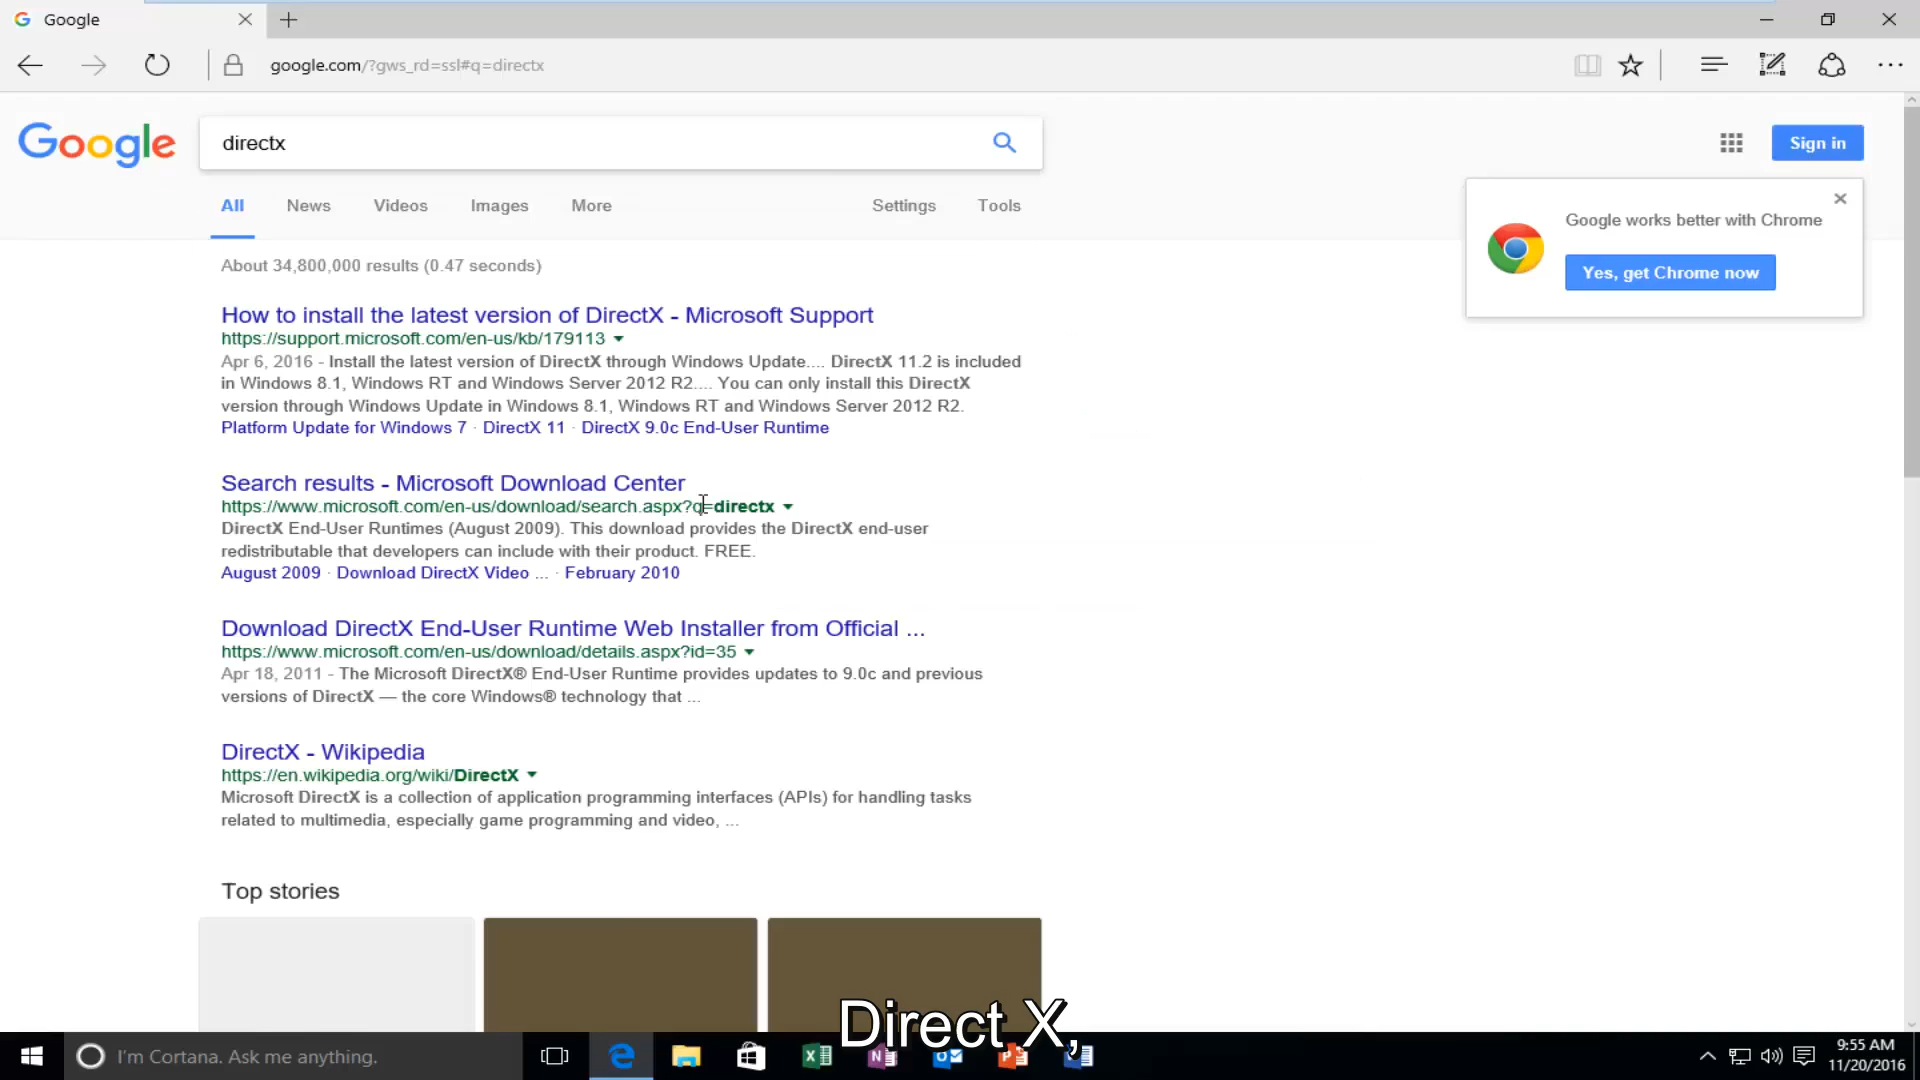 Google
google.com/?gws_rd=ssl#q=directx
Google
directx
Sign in
All News Videos Images More Settings Tools
Google works better with Chrome
Yes, get Chrome now
About 34,800,000 results (0.47 seconds)
How to install the latest version of DirectX - Microsoft Support
https://support.microsoft.com/en-us/kb/179113
Apr 6, 2016 - Install the latest version of DirectX through Windows Update.... DirectX 11.2 is included
in Windows 8.1, Windows RT and Windows Server 2012 R2.... You can only install this DirectX
version through Windows Update in Windows 8.1, Windows RT and Windows Server 2012 R2.
Platform Update for Windows 7 · DirectX 11 · DirectX 9.0c End-User Runtime
Search results - Microsoft Download Center
https://www.microsoft.com/en-us/download/search.aspx?q=directx
DirectX End-User Runtimes (August 2009). This download provides the DirectX end-user
redistributable that developers can include with their product. FREE.
August 2009 · Download DirectX Video ... · February 2010
Download DirectX End-User Runtime Web Installer from Official ...
https://www.microsoft.com/en-us/download/details.aspx?id=35
Apr 18, 2011 - The Microsoft DirectX® End-User Runtime provides updates to 9.0c and previous
versions of DirectX — the core Windows® technology that ...
DirectX - Wikipedia
https://en.wikipedia.org/wiki/DirectX
Microsoft DirectX is a collection of application programming interfaces (APIs) for handling tasks
related to multimedia, especially game programming and video, ...
Top stories
Direct X,
I'm Cortana. Ask me anything.
9:55 AM
11/20/2016